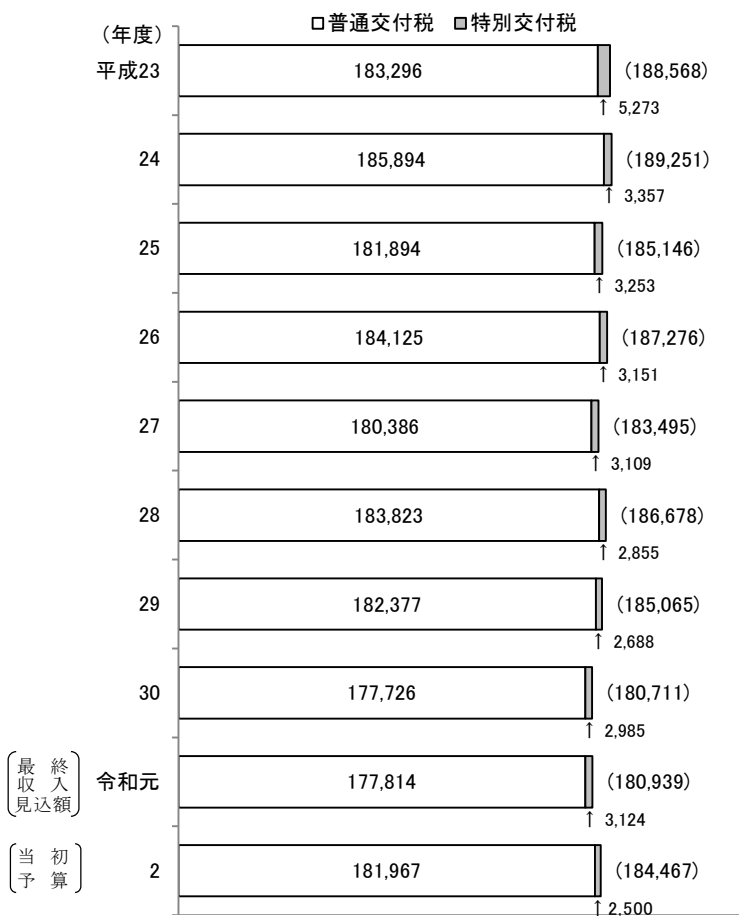 □普通交付税 ■特別交付税
（年度）
平成23 183,296 （188,568）
↑ 5,273
24 185,894 （189,251）
↑ 3,357
25 181,894 （185,146）
↑ 3,253
26 184,125 （187,276）
↑ 3,151
27 180,386 （183,495）
↑ 3,109
28 183,823 （186,678）
↑ 2,855
29 182,377 （185,065）
↑ 2,688
30 177,726 （180,711）
↑ 2,985
最終
収入
見込額
令和元 177,814 （180,939）
↑ 3,124
当初
予算
2 181,967 （184,467）
↑ 2,500